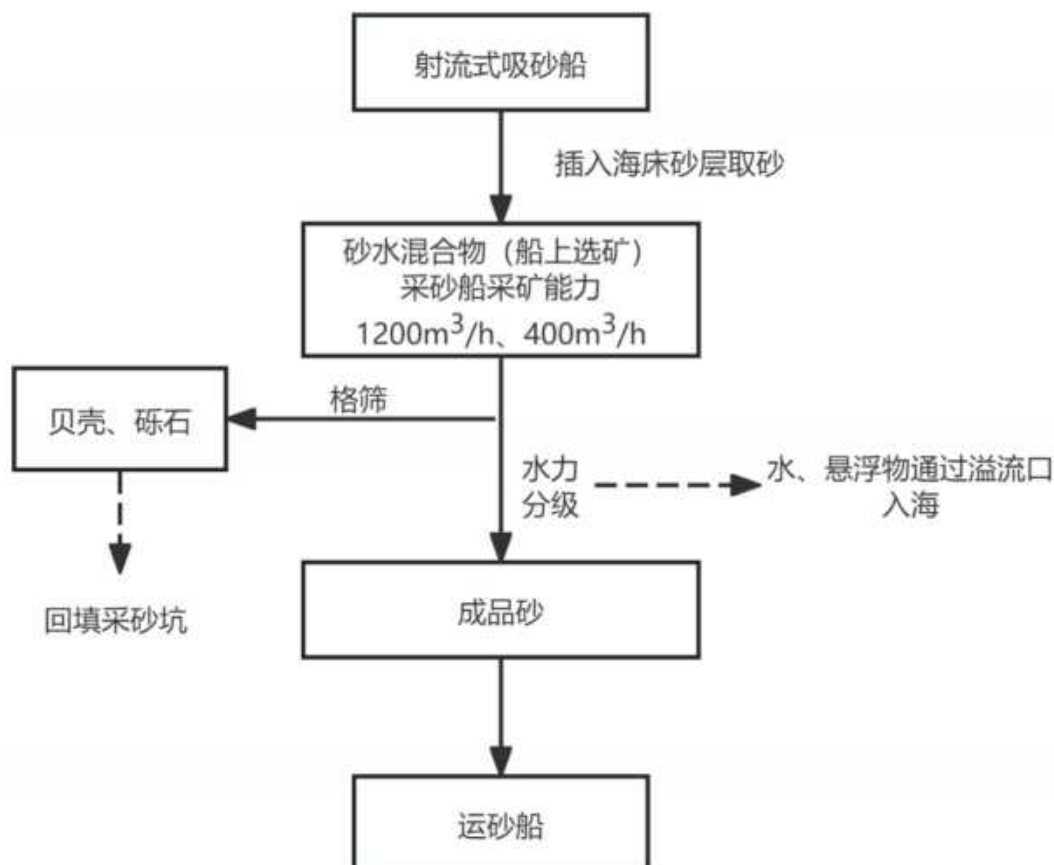 射流式吸砂船
插入海床砂层取砂
砂水混合物（船上选矿）
采砂船采矿能力
1200m³/h、400m³/h
格筛
贝壳、砾石
水力
分级
水、悬浮物通过溢流口
入海
成品砂
回填采砂坑
运砂船